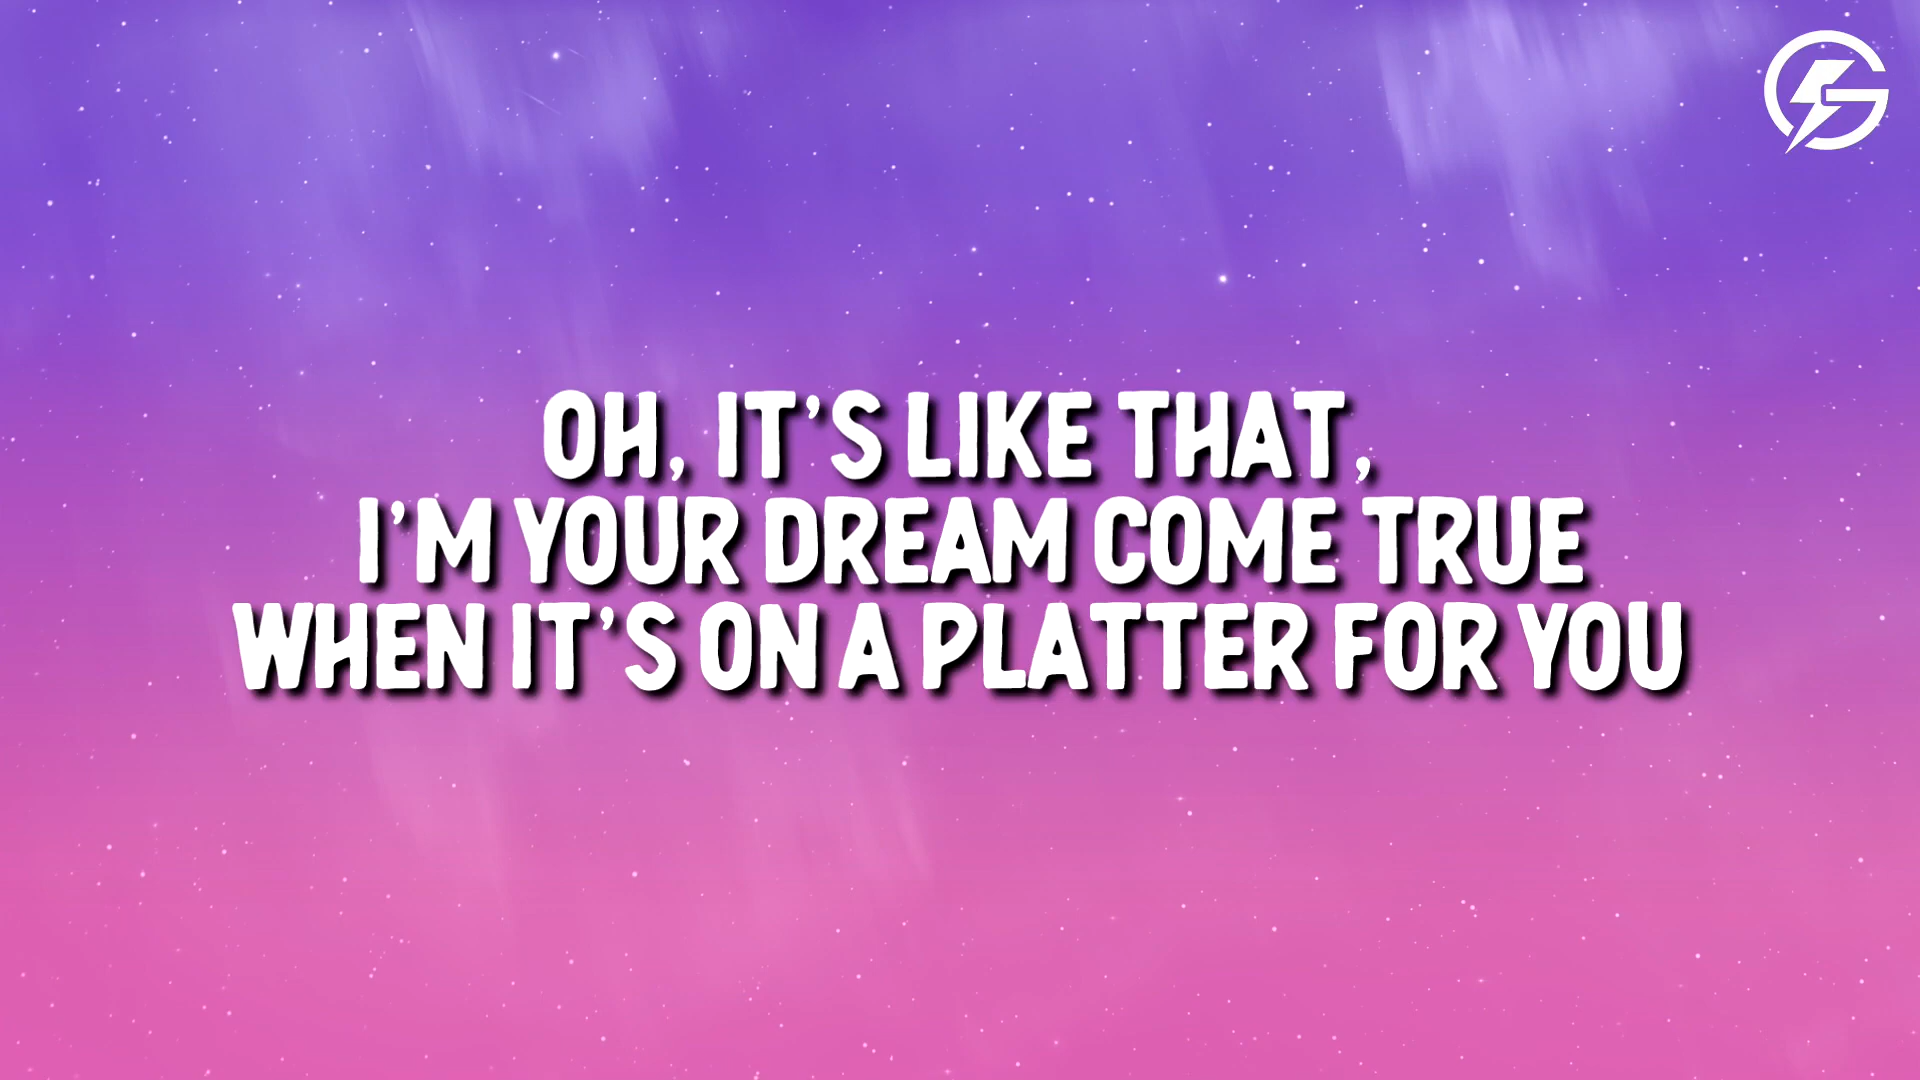 OH, IT'S LIKE THAT,
I'M YOUR DREAM COME TRUE
WHEN IT'S ON A PLATTER FOR YOU